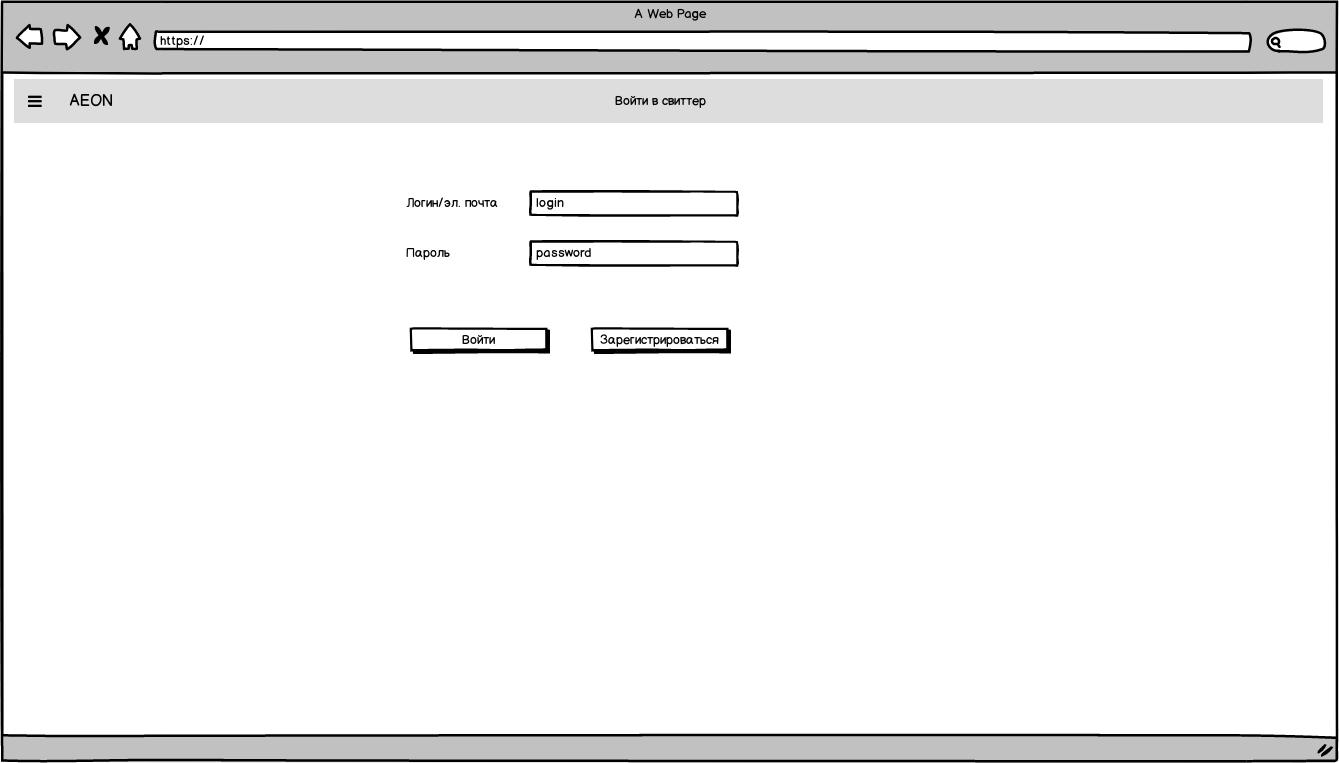 A Web Page
https://
AEON
Войти в свиттер
Логин/эл. почта
login
Пароль
password
Войти
Зарегистрироваться